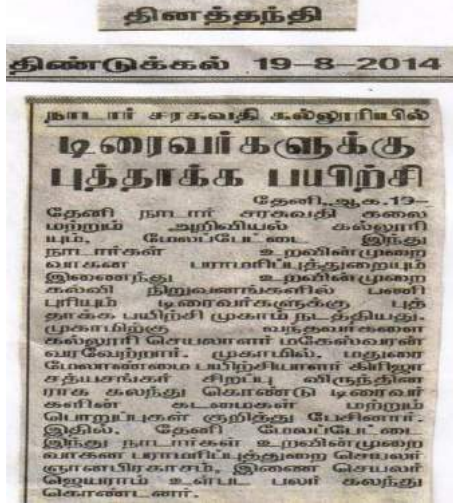 தினத்தந்தி
திண்டுக்கல் 19-8-2014
நாடார் சரசுவதி கல்லூரியில்
டிரைவர்களுக்கு
புத்தாக்க பயிற்சி
தேனி,ஆக.19-
தேனி நாடார் சரசுவதி கலை
மற்றும் அறிவியல் கல்லூரி
யும், மேலப்பேட்டை இந்து
நாடார்கள் உறவின்முறை
வாகன பராமரிப்புத்துறையும்
இணைந்து உறவின்முறை
கல்வி நிறுவனங்களில் பணி
புரியும் டிரைவர்களுக்கு புத்
தாக்க பயிற்சி முகாம் நடத்தியது.
முகாமிற்கு வந்தவர்களை
கல்லூரி செயலாளர் மகேஸ்வரன்
வரவேற்றார். முகாமில், மதுரை
மேலாண்மை பயிற்சியாளர் கிரிஜா
சத்யசங்கர் சிறப்பு விருந்தின
ராக கலந்து கொண்டு டிரைவர்
களின் கடமைகள் மற்றும்
பொறுப்புகள் குறித்து பேசினார்.
இதில், தேனி மேலப்பேட்டை
இந்து நாடார்கள் உறவின்முறை
வாகன பராமரிப்புத்துறை செயலர்
ஞானபிரகாசம், இணை செயலர்
ஜெயராம் உள்பட பலர் கலந்து
கொண்டனர்.